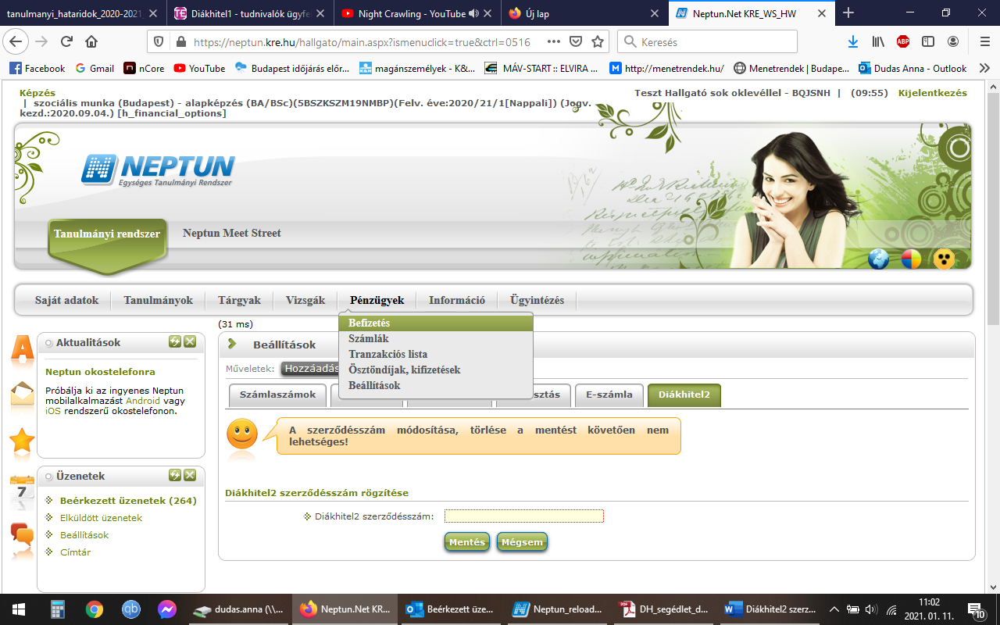 tanulmanyi_hataridok_2020-2021
Diákhitel1 - tudnivalók ügyfe
Night Crawling - YouTube
Új lap
Neptun.Net KRE_WS_HW
https://neptun.kre.hu/hallgato/main.aspx?ismenuclick=true&ctrl=0516
Keresés
Facebook
Gmail
nCore
YouTube
Budapest időjárás előr...
magánszemélyek - K&...
MÁV-START :: ELVIRA ...
http://menetrendek.hu/
Menetrendek | Budape...
Dudas Anna - Outlook
Képzés
| szociális munka (Budapest) - alapképzés (BA/BSc)(5BSZKSZM19NMBP)(Felv. éve:2020/21/1[Nappali]) (Jogv.
kezd.:2020.09.04.) [h_financial_options]
Teszt Hallgató sok oklevéllel - BQJSNH | (09:55) Kijelentkezés
NEPTUN
Egységes Tanulmányi Rendszer
Tanulmányi rendszer
Neptun Meet Street
Saját adatok
Tanulmányok
Tárgyak
Vizsgák
Pénzügyek
Információ
Ügyintézés
Befizetés
Számlák
Tranzakciós lista
Ösztöndíjak, kifizetések
Beállítások
(31 ms)
Aktualitások
Neptun okostelefonra
Próbálja ki az ingyenes Neptun
mobilalkalmazást Android vagy
iOS rendszerű okostelefonon.
7
Üzenetek
Beérkezett üzenetek (264)
Elküldött üzenetek
Beállítások
Címtár
Beállítások
Műveletek: Hozzáadás
Számlaszámok
sztás
E-számla
Diákhitel2
A szerződésszám módosítása, törlése a mentést követően nem
lehetséges!
Diákhitel2 szerződésszám rögzítése
Diákhitel2 szerződésszám:
Mentés
Mégsem
dudas.anna (\\...
Neptun.Net KR...
Beérkezett üze...
Neptun_reload...
DH_segédlet_d...
Diákhitel2 szerz...
11:02
2021. 01. 11.
10